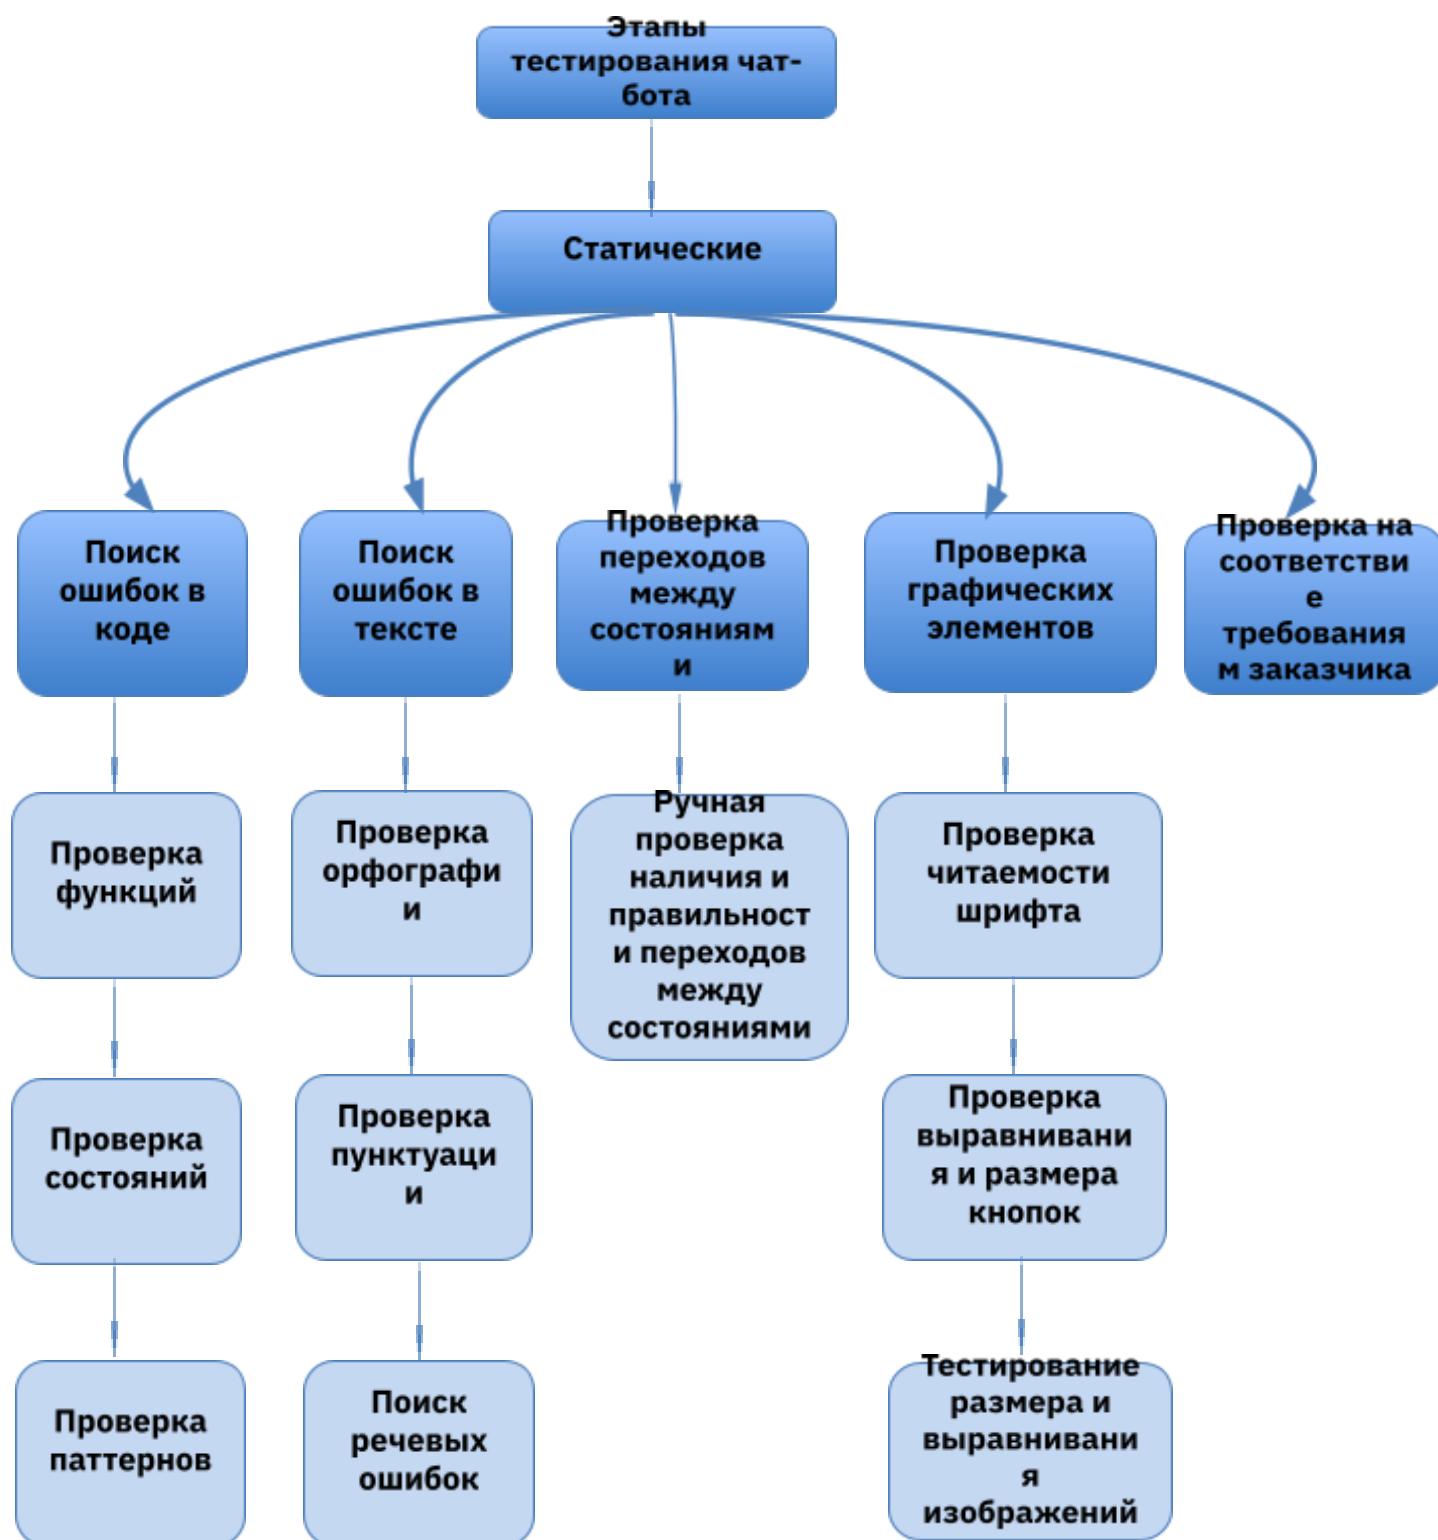 Этапы
тестирования чат-
бота
Статические
Поиск
ошибок в
коде
Поиск
ошибок в
тексте
Проверка
переходов
между
состояниям
и
Проверка
графических
элементов
Проверка на
соответстви
е
требования
м заказчика
Проверка
функций
Проверка
орфографи
и
Ручная
проверка
наличия и
правильност
и переходов
между
состояниями
Проверка
читаемости
шрифта
Проверка
состояний
Проверка
пунктуаци
и
Проверка
выравнивани
я и размера
кнопок
Проверка
паттернов
Поиск
речевых
ошибок
Тестирование
размера и
выравнивани
я
изображений